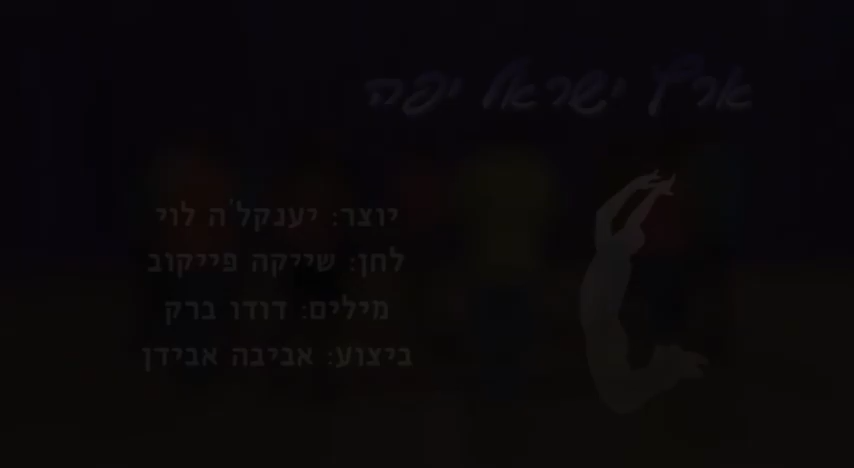 ארץ ישראל יפה
יוצר: יענקל'ה לוי
לחן: שייקה פייקוב
מילים: דודו ברק
ביצוע: אביבה אבידן